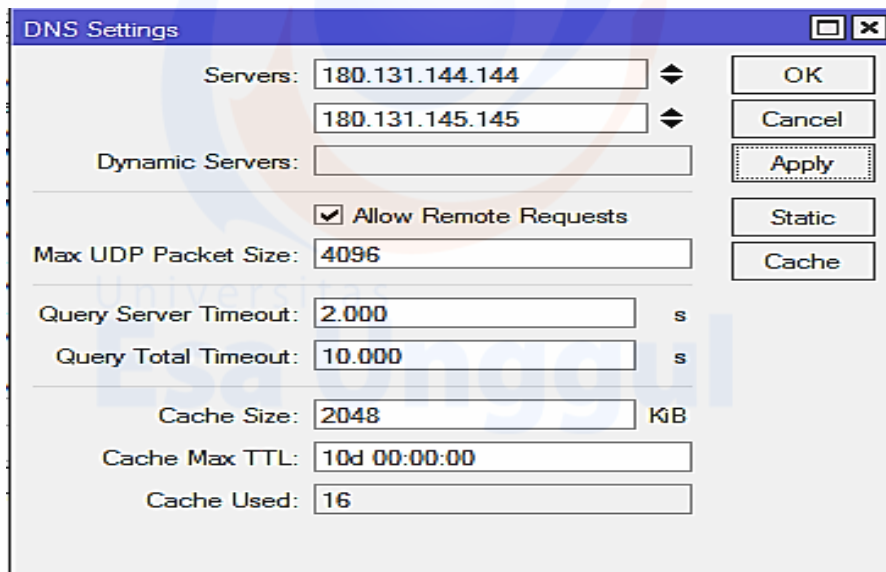 DNS Settings
Servers: 180.131.144.144 OK
180.131.145.145 Cancel
Dynamic Servers: Apply
Allow Remote Requests Static
Max UDP Packet Size: 4096 Cache
Universitas
Query Server Timeout: 2.000 s
Query Total Timeout: 10.000 s
Esa Unggul
Cache Size: 2048 KiB
Cache Max TTL: 10d 00:00:00
Cache Used: 16